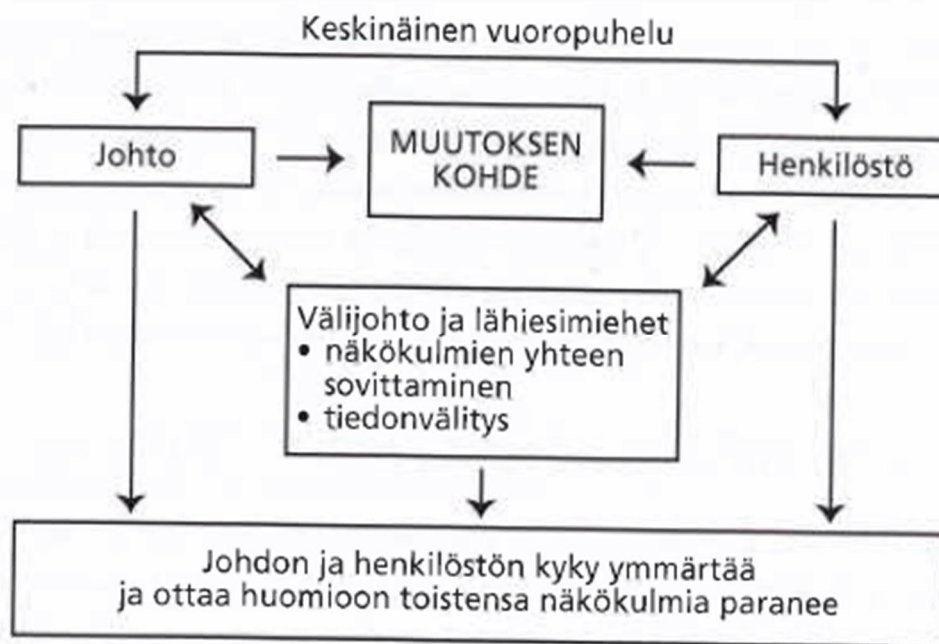 Keskinäinen vuoropuhelu
Johto
MUUTOKSEN
KOHDE
Henkilöstö
Välijohto ja lähiesimiehet
• näkökulmien yhteen
sovittaminen
• tiedonvälitys
Johdon ja henkilöstön kyky ymmärtää
ja ottaa huomioon toistensa näkökulmia paranee